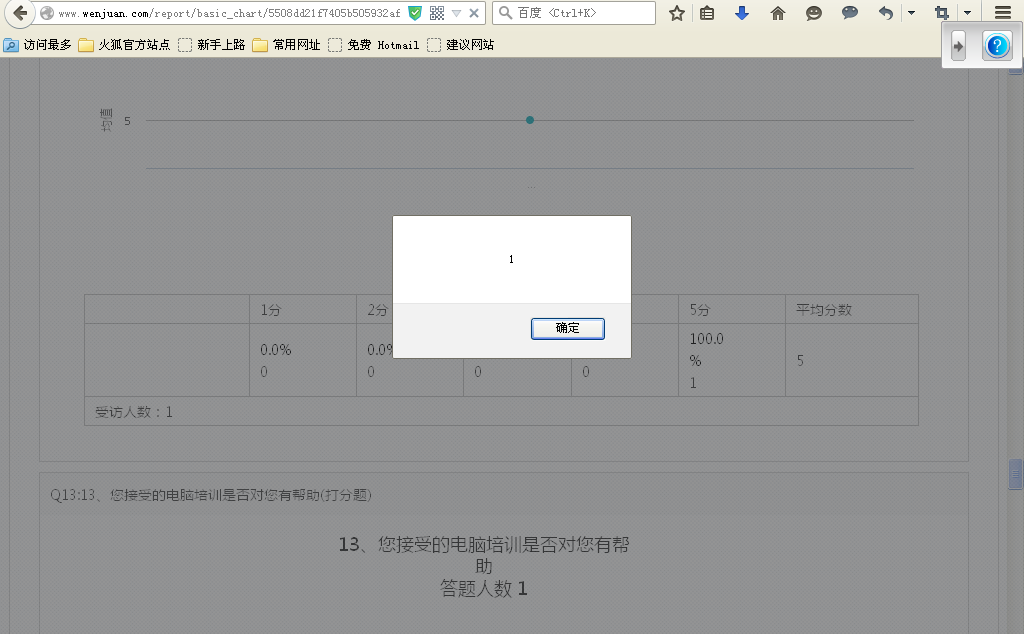 www.wenjuan.com/report/basic_chart/5508dd21f7405b505932af
百度 <Ctrl+K>
访问最多 火狐官方站点 新手上路 常用网址 免费 Hotmail 建议网站
均值
5
...
1
确定
1分 2分 5分 平均分数
0.0% 0.0% 100.0
%
5
0 0 0 0 1
受访人数：1
Q13:13、您接受的电脑培训是否对您有帮助(打分题)
13、您接受的电脑培训是否对您有帮
助
答题人数 1